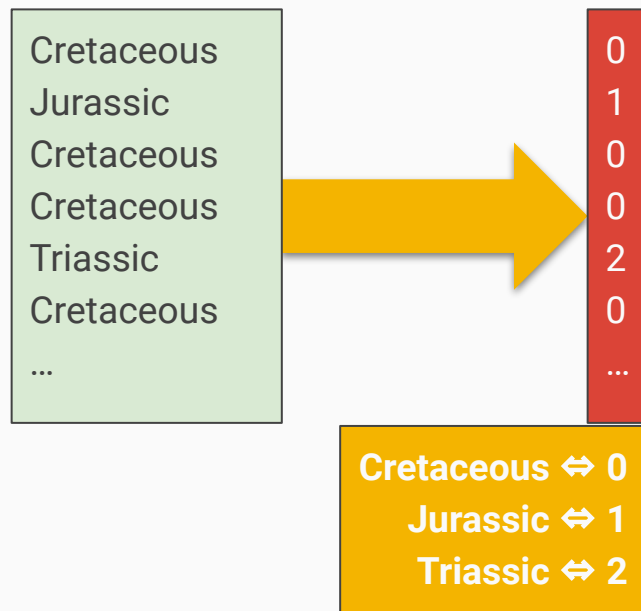 Cretaceous
Jurassic
Cretaceous
Cretaceous
Triassic
Cretaceous
…
0
1
0
0
2
0
…
Cretaceous ⇔ 0
Jurassic ⇔ 1
Triassic ⇔ 2